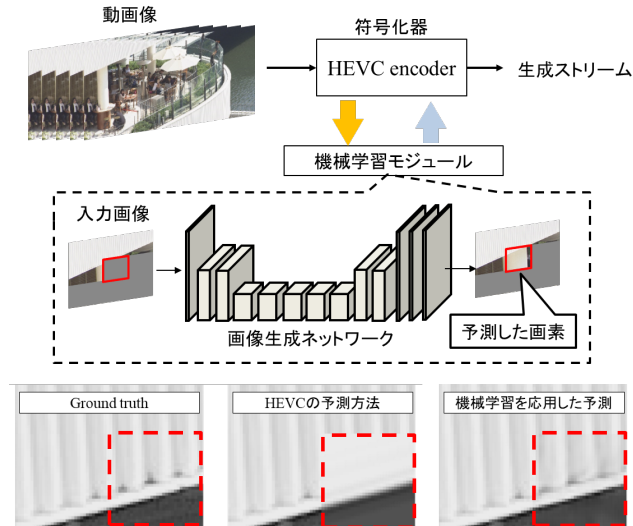 動画像
符号化器
HEVC encoder
生成ストリーム
機械学習モジュール
入力画像
画像生成ネットワーク
予測した画素
Ground truth
HEVCの予測方法
機械学習を応用した予測